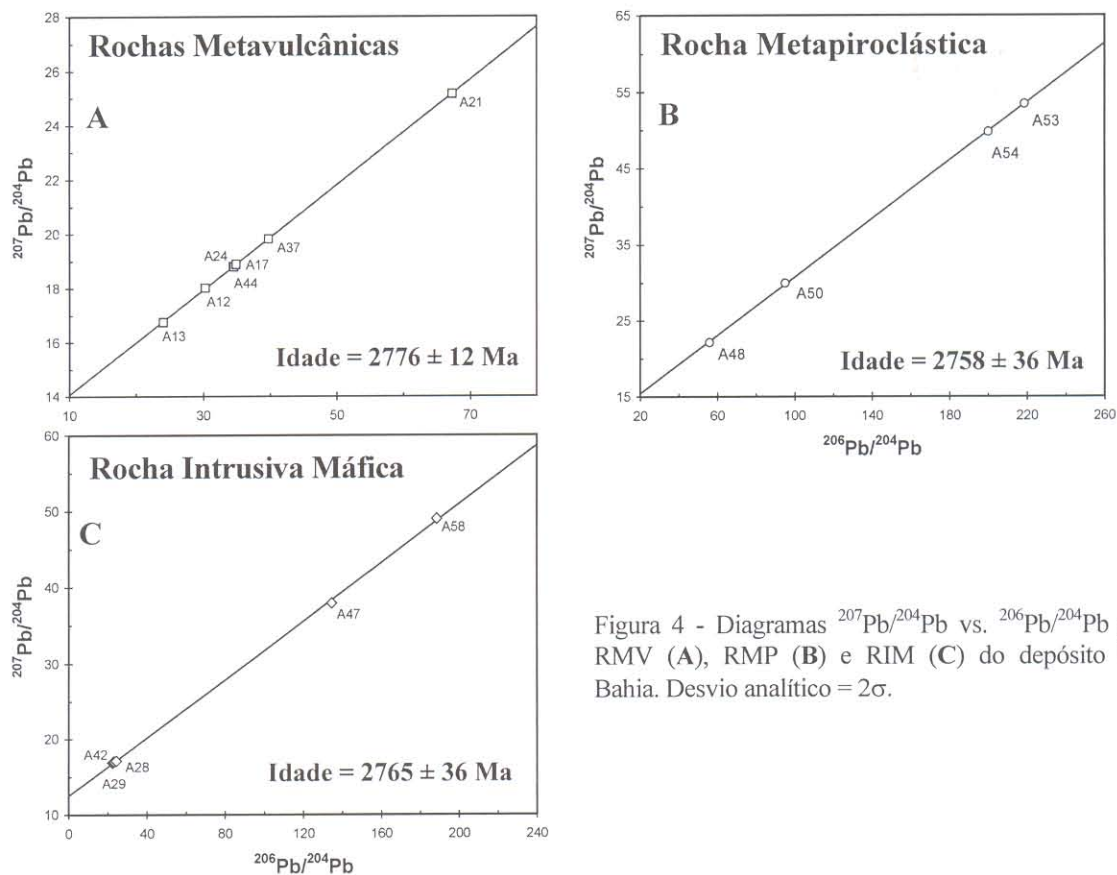 Rochas Metavulcânicas
A
²⁰⁷Pb/²⁰⁴Pb
28
26
24
22
20
18
16
14
A21
A37
A24
A17
A44
A12
A13
Idade = 2776 ± 12 Ma
10
30
50
70
Rocha Metapiroclástica
B
²⁰⁷Pb/²⁰⁴Pb
65
55
45
35
25
15
A53
A54
A50
A48
Idade = 2758 ± 36 Ma
20
60
100
140
180
220
260
²⁰⁶Pb/²⁰⁴Pb
Rocha Intrusiva Máfica
C
²⁰⁷Pb/²⁰⁴Pb
60
50
40
30
20
10
A58
A47
A42
A28
A29
Idade = 2765 ± 36 Ma
0
40
80
120
160
200
240
²⁰⁶Pb/²⁰⁴Pb
Figura 4 - Diagramas ²⁰⁷Pb/²⁰⁴Pb vs. ²⁰⁶Pb/²⁰⁴Pb
RMV (A), RMP (B) e RIM (C) do depósito
Bahia. Desvio analítico = 2σ.